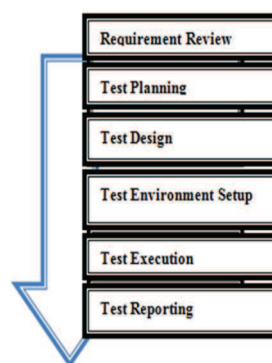 Requirement Review
Test Planning
Test Design
Test Environment Setup
Test Execution
Test Reporting